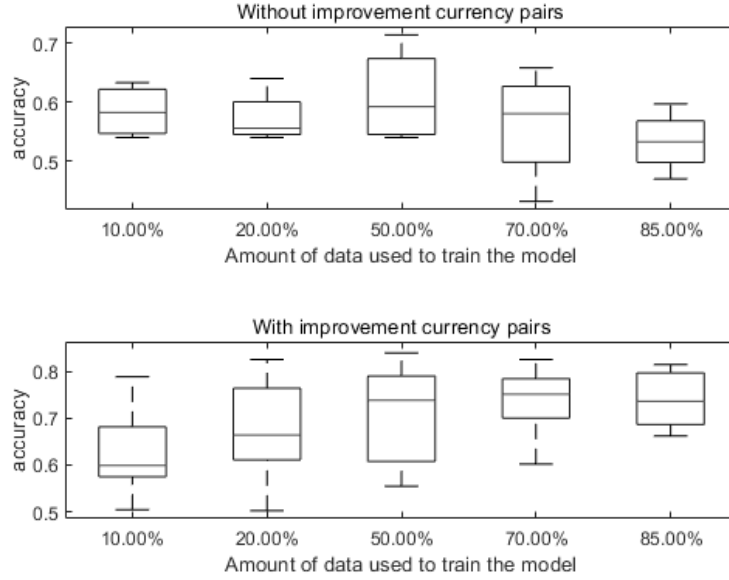 Without improvement currency pairs
0.7
0.6
0.5
accuracy
10.00% 20.00% 50.00% 70.00% 85.00%
Amount of data used to train the model
With improvement currency pairs
0.8
0.7
0.6
0.5
accuracy
10.00% 20.00% 50.00% 70.00% 85.00%
Amount of data used to train the model